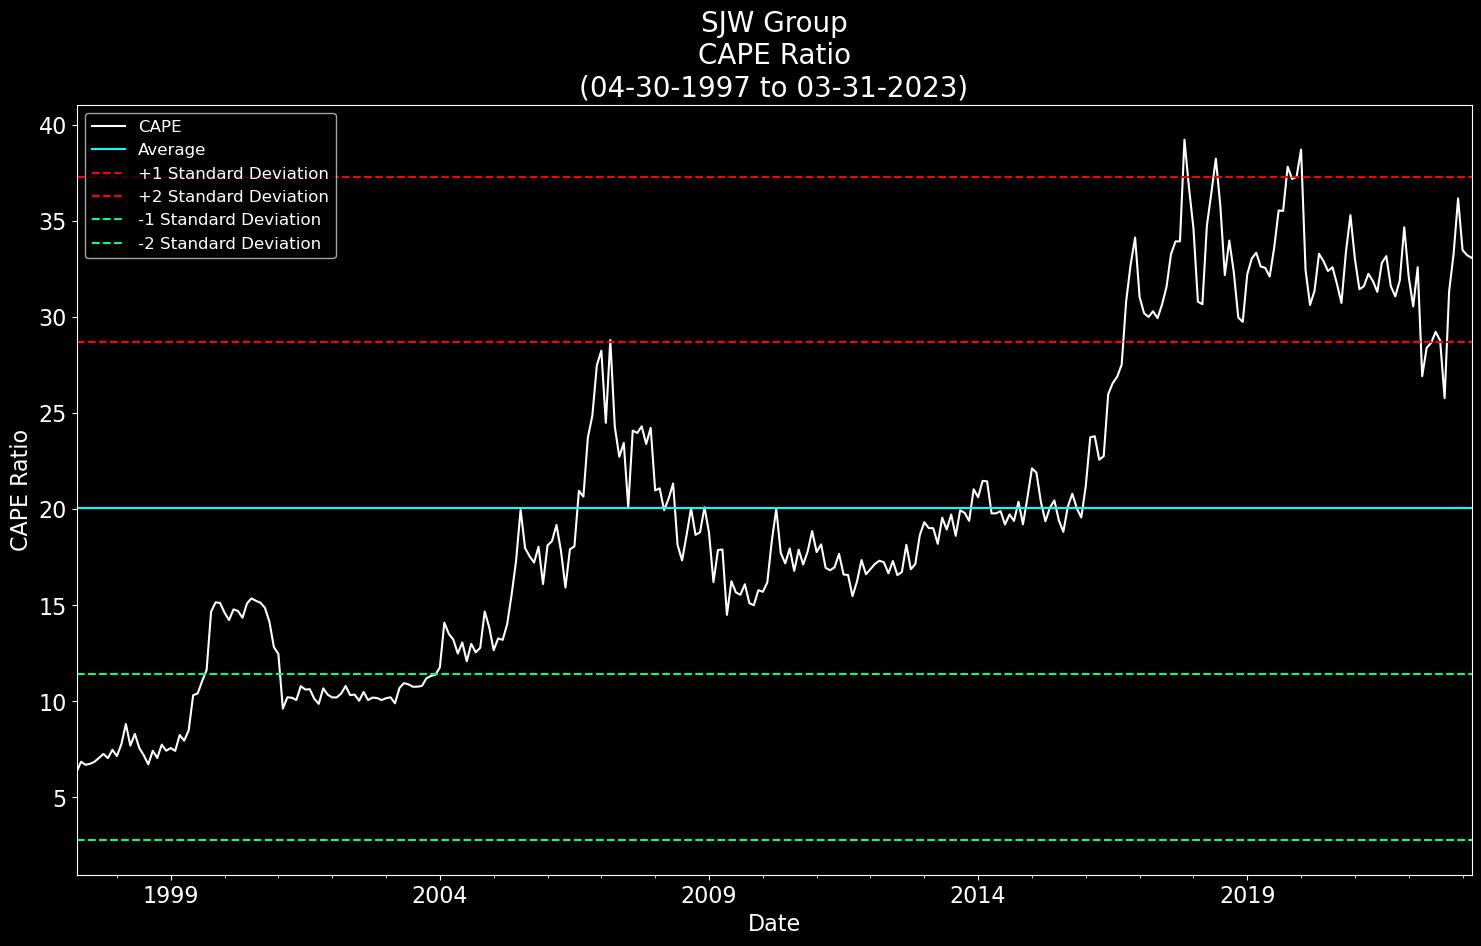 SJW Group
CAPE Ratio
(04-30-1997 to 03-31-2023)
CAPE
Average
+1 Standard Deviation
+2 Standard Deviation
-1 Standard Deviation
-2 Standard Deviation
40
35
30
25
20
15
10
5
CAPE Ratio
1999
2004
2009
2014
2019
Date